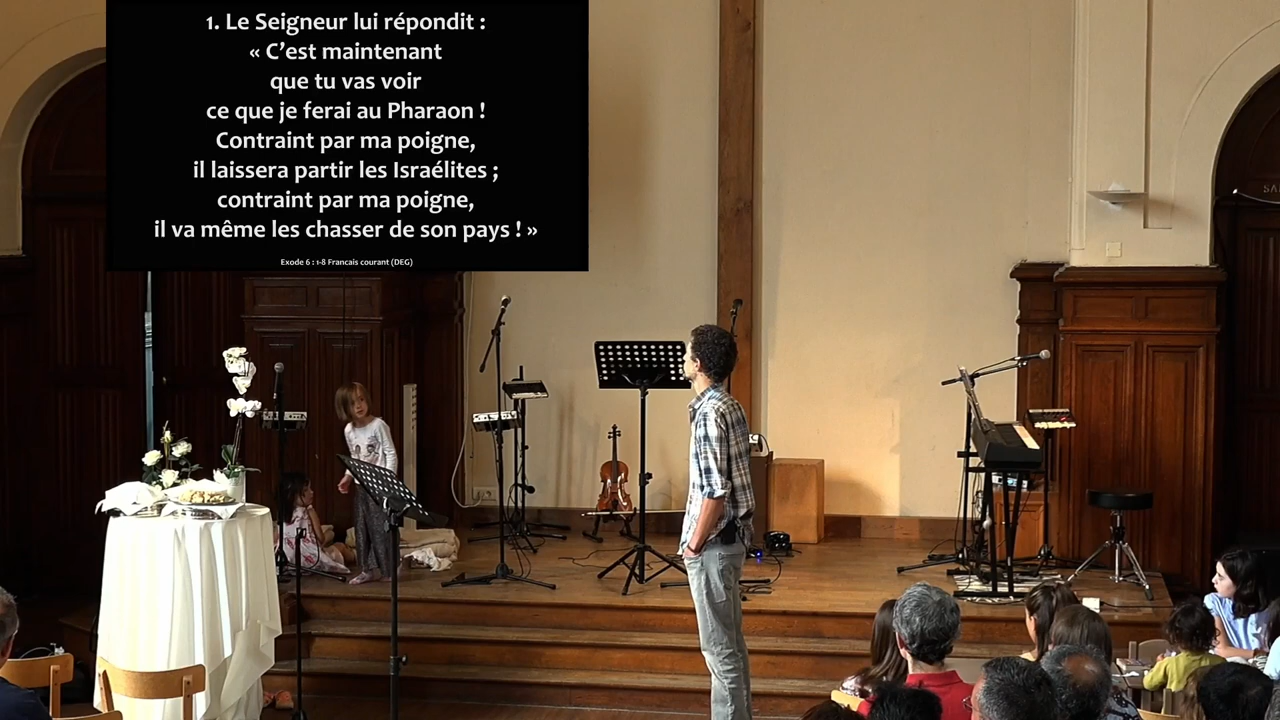 1. Le Seigneur lui répondit :
« C'est maintenant
que tu vas voir
ce que je ferai au Pharaon !
Contraint par ma poigne,
il laissera partir les Israélites ;
contraint par ma poigne,
il va même les chasser de son pays ! »
Exode 6 : 1-8 Francais courant (DEG)